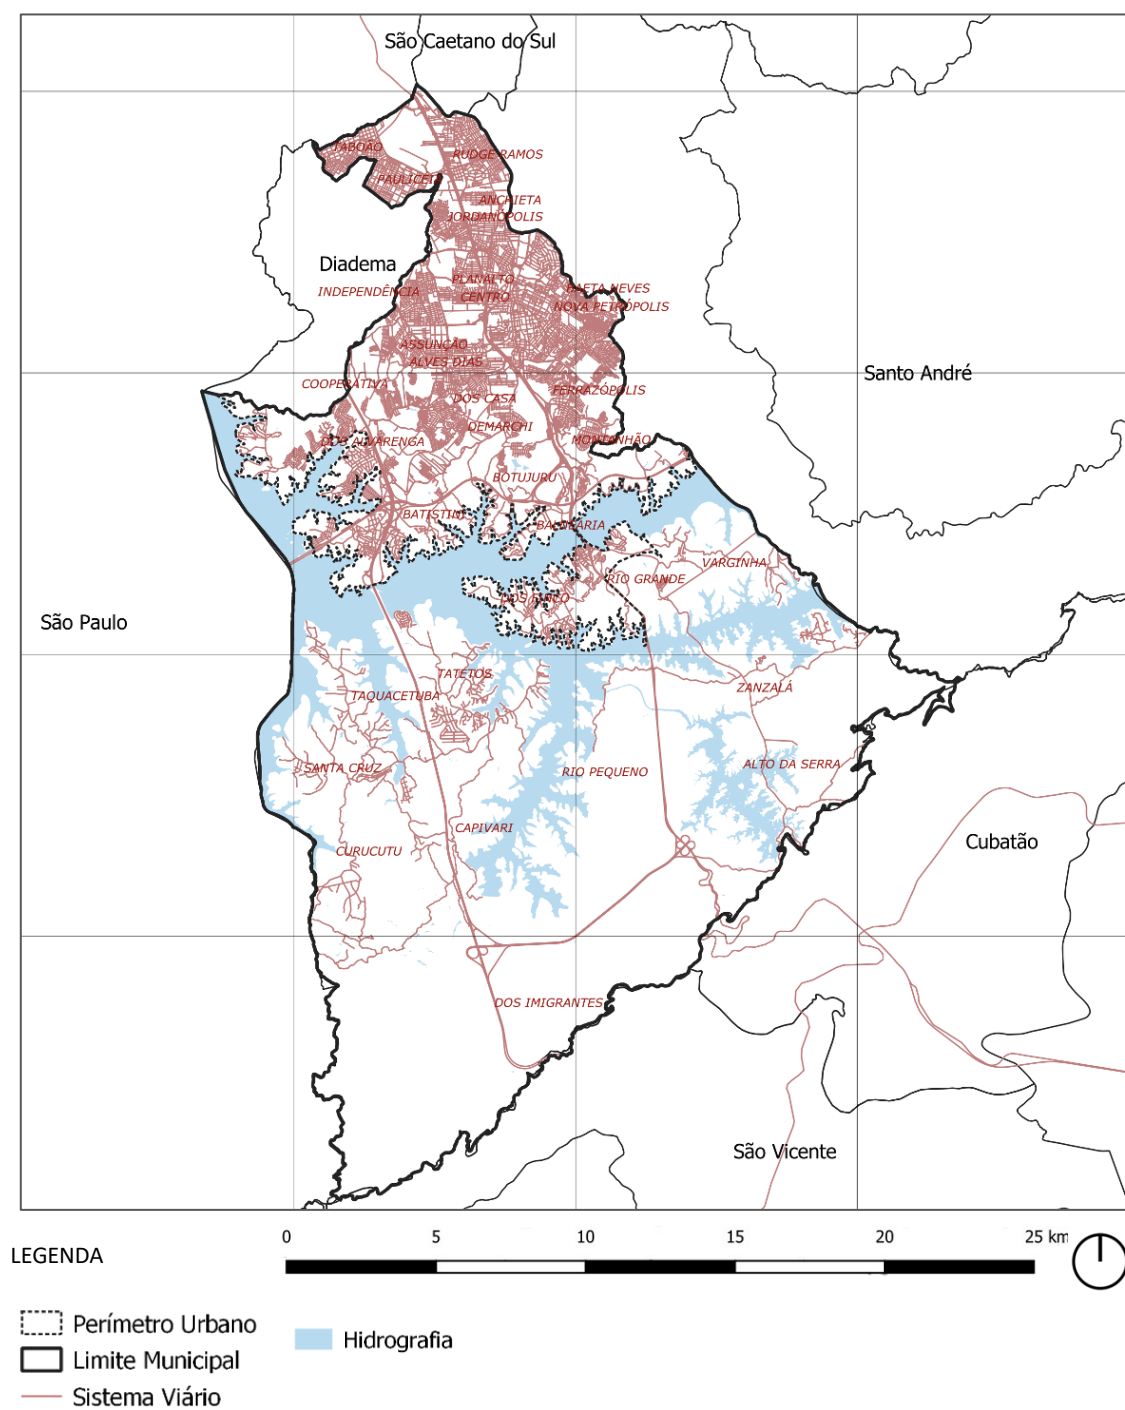 São Caetano do Sul
TABOÃO
RUDGE RAMOS
PAULICEIA
ANCHIETA
JORDANÓPOLIS
Diadema
PLANALTO
INDEPENDÊNCIA
CENTRO
BAETA NEVES
NOVA PETRÓPOLIS
ASSUNÇÃO
ALVES DIAS
Santo André
COOPERATIVA
FERRAZÓPOLIS
DOS CASA
DEMARCHI
DOS ALVARENGA
MONTANHÃO
BOTUJURU
BATISTINI
BALNEÁRIA
VARGINHA
RIO GRANDE
DOS FINCO
São Paulo
TATETOS
ZANZALÁ
TAQUACETUBA
SANTA CRUZ
RIO PEQUENO
ALTO DA SERRA
CAPIVARI
Cubatão
CURUCUTU
DOS IMIGRANTES
São Vicente
0 5 10 15 20 25 km
LEGENDA
Perímetro Urbano
Hidrografia
Limite Municipal
Sistema Viário